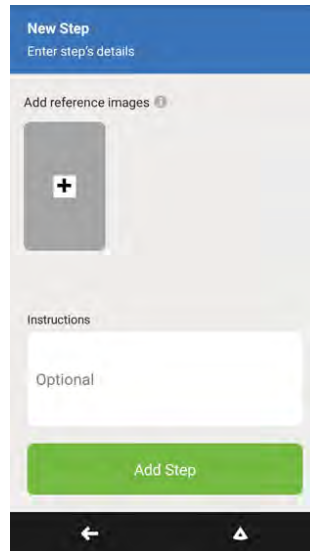 New Step
Enter step's details
Add reference images
Instructions
Optional
Add Step